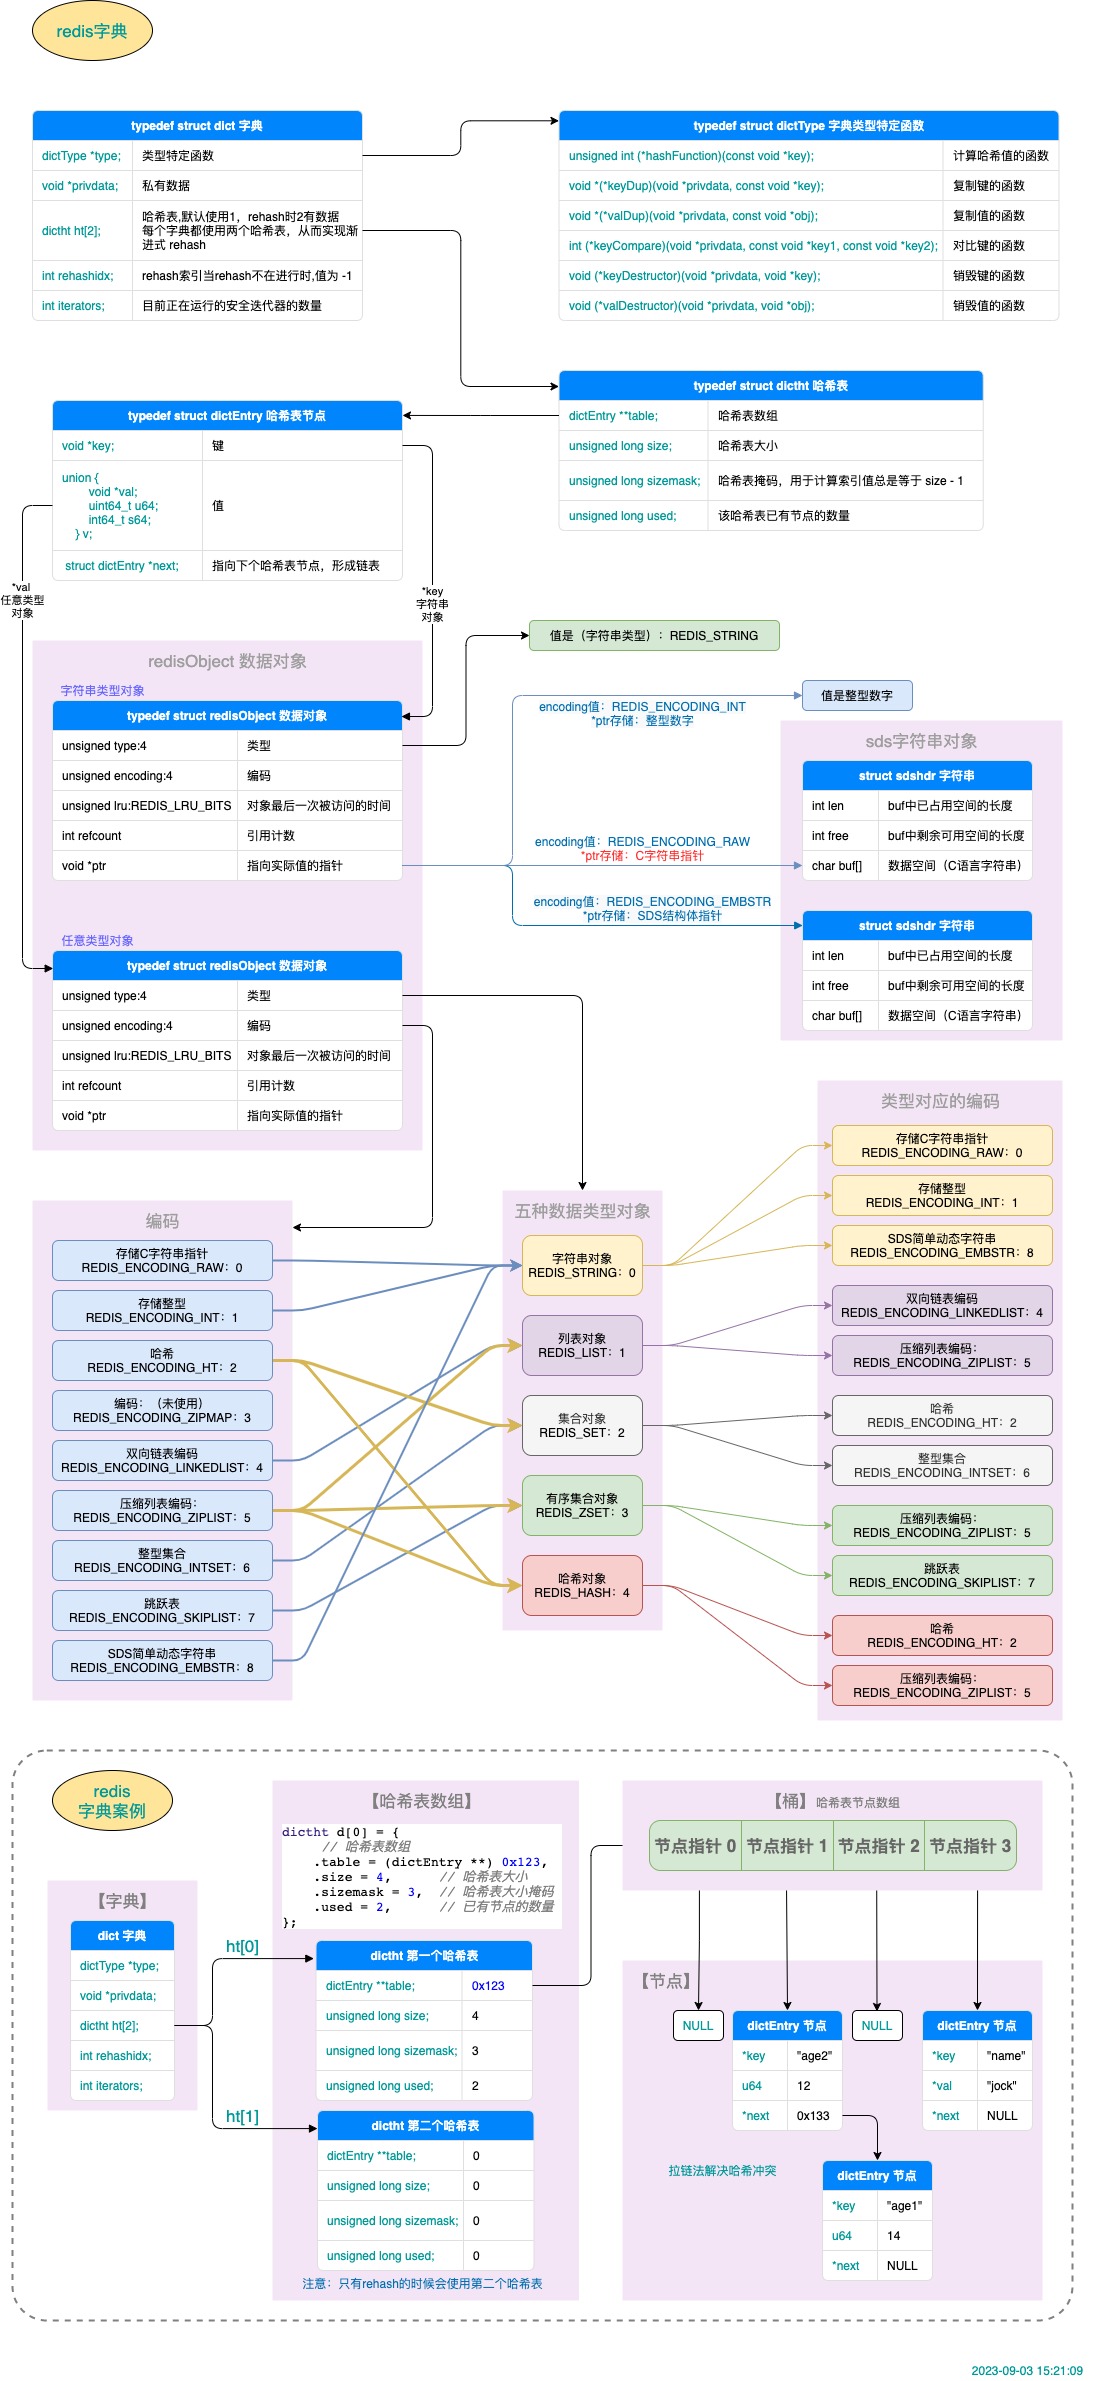 redis字典
typedef struct dict 字典
dictType *type;
类型特定函数
void *privdata;
私有数据
dictht ht[2];
哈希表,默认使用1，rehash时2有数据
每个字典都使用两个哈希表，从而实现渐
进式 rehash
int rehashidx;
rehash索引当rehash不在进行时,值为 -1
int iterators;
目前正在运行的安全迭代器的数量
typedef struct dictType 字典类型特定函数
unsigned int (*hashFunction)(const void *key);
计算哈希值的函数
void *(*keyDup)(void *privdata, const void *key);
复制键的函数
void *(*valDup)(void *privdata, const void *obj);
复制值的函数
int (*keyCompare)(void *privdata, const void *key1, const void *key2);
对比键的函数
void (*keyDestructor)(void *privdata, void *key);
销毁键的函数
void (*valDestructor)(void *privdata, void *obj);
销毁值的函数
typedef struct dictht 哈希表
dictEntry **table;
哈希表数组
unsigned long size;
哈希表大小
unsigned long sizemask;
哈希表掩码，用于计算索引值总是等于 size - 1
unsigned long used;
该哈希表已有节点的数量
typedef struct dictEntry 哈希表节点
void *key;
键
union {
void *val;
uint64_t u64;
int64_t s64;
} v;
值
struct dictEntry *next;
指向下个哈希表节点，形成链表
*val
任意类型
对象
*key
字符串
对象
值是（字符串类型）：REDIS_STRING
redisObject 数据对象
字符串类型对象
typedef struct redisObject 数据对象
unsigned type:4
类型
unsigned encoding:4
编码
unsigned lru:REDIS_LRU_BITS
对象最后一次被访问的时间
int refcount
引用计数
void *ptr
指向实际值的指针
encoding值：REDIS_ENCODING_INT
*ptr存储：整型数字
值是整型数字
encoding值：REDIS_ENCODING_RAW
*ptr存储：C字符串指针
encoding值：REDIS_ENCODING_EMBSTR
*ptr存储：SDS结构体指针
sds字符串对象
struct sdshdr 字符串
int len
buf中已占用空间的长度
int free
buf中剩余可用空间的长度
char buf[]
数据空间（C语言字符串）
struct sdshdr 字符串
int len
buf中已占用空间的长度
int free
buf中剩余可用空间的长度
char buf[]
数据空间（C语言字符串）
任意类型对象
typedef struct redisObject 数据对象
unsigned type:4
类型
unsigned encoding:4
编码
unsigned lru:REDIS_LRU_BITS
对象最后一次被访问的时间
int refcount
引用计数
void *ptr
指向实际值的指针
编码
存储C字符串指针
REDIS_ENCODING_RAW：0
存储整型
REDIS_ENCODING_INT：1
哈希
REDIS_ENCODING_HT：2
编码：（未使用）
REDIS_ENCODING_ZIPMAP：3
双向链表编码
REDIS_ENCODING_LINKEDLIST：4
压缩列表编码：
REDIS_ENCODING_ZIPLIST：5
整型集合
REDIS_ENCODING_INTSET：6
跳跃表
REDIS_ENCODING_SKIPLIST：7
SDS简单动态字符串
REDIS_ENCODING_EMBSTR：8
五种数据类型对象
字符串对象
REDIS_STRING：0
列表对象
REDIS_LIST：1
集合对象
REDIS_SET：2
有序集合对象
REDIS_ZSET：3
哈希对象
REDIS_HASH：4
类型对应的编码
存储C字符串指针
REDIS_ENCODING_RAW：0
存储整型
REDIS_ENCODING_INT：1
SDS简单动态字符串
REDIS_ENCODING_EMBSTR：8
双向链表编码
REDIS_ENCODING_LINKEDLIST：4
压缩列表编码：
REDIS_ENCODING_ZIPLIST：5
哈希
REDIS_ENCODING_HT：2
整型集合
REDIS_ENCODING_INTSET：6
压缩列表编码：
REDIS_ENCODING_ZIPLIST：5
跳跃表
REDIS_ENCODING_SKIPLIST：7
哈希
REDIS_ENCODING_HT：2
压缩列表编码：
REDIS_ENCODING_ZIPLIST：5
redis
字典案例
【字典】
dict 字典
dictType *type;
void *privdata;
dictht ht[2];
int rehashidx;
int iterators;
ht[0]
ht[1]
【哈希表数组】
dictht d[0] = {
// 哈希表数组
.table = (dictEntry **) 0x123,
.size = 4, // 哈希表大小
.sizemask = 3, // 哈希表大小掩码
.used = 2, // 已有节点的数量
};
dictht 第一个哈希表
dictEntry **table;
0x123
unsigned long size;
4
unsigned long sizemask;
3
unsigned long used;
2
dictht 第二个哈希表
dictEntry **table;
0
unsigned long size;
0
unsigned long sizemask;
0
unsigned long used;
0
注意：只有rehash的时候会使用第二个哈希表
【桶】哈希表节点数组
节点指针 0
节点指针 1
节点指针 2
节点指针 3
【节点】
NULL
dictEntry 节点
*key
"age2"
u64
12
*next
0x133
NULL
dictEntry 节点
*key
"name"
*val
"jock"
*next
NULL
拉链法解决哈希冲突
dictEntry 节点
*key
"age1"
u64
14
*next
NULL
2023-09-03 15:21:09